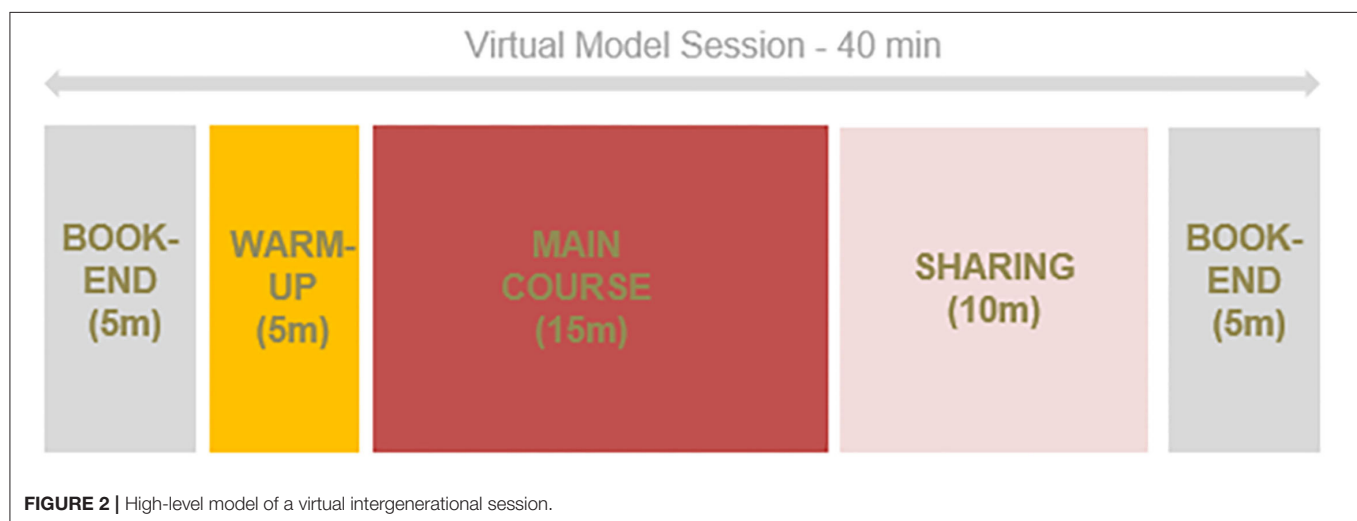 Virtual Model Session - 40 min
BOOK-
END
(5m)
WARM-
UP
(5m)
MAIN
COURSE
(15m)
SHARING
(10m)
BOOK-
END
(5m)
FIGURE 2 | High-level model of a virtual intergenerational session.